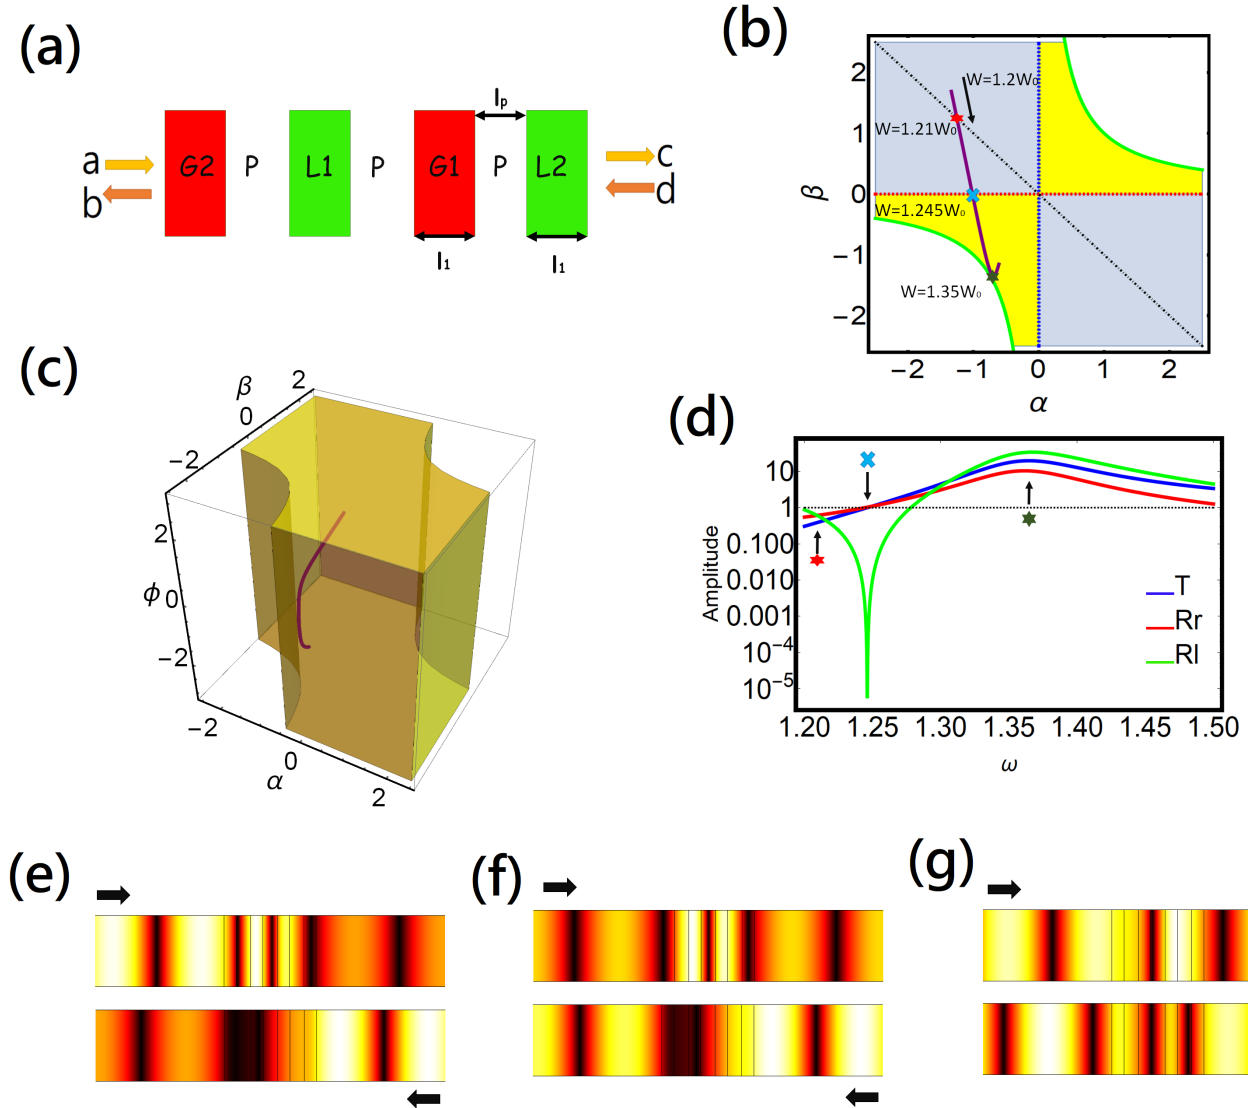 (a)
lp
a
b
G2
P
L1
P
G1
P
L2
c
d
l₁
l₁
(b)
β
2
1
0
−1
−2
W=1.2W₀
W=1.21W₀
W=1.245W₀
W=1.35W₀
−2
−1
0
1
2
α
(c)
β
2
0
−2
ϕ
2
0
−2
−2
0
2
α
(d)
Amplitude
10
1
0.100
0.010
0.001
10⁻⁴
10⁻⁵
T
Rr
Rl
1.20
1.25
1.30
1.35
1.40
1.45
1.50
ω
(e)
(f)
(g)